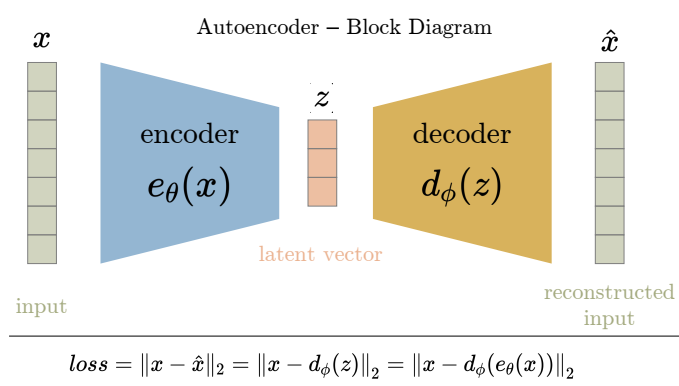 Autoencoder – Block Diagram
x
x̂
z
encoder
e_θ(x)
decoder
d_ϕ(z)
latent vector
input
reconstructed
input
loss = ‖x − x̂‖₂ = ‖x − d_ϕ(z)‖₂ = ‖x − d_ϕ(e_θ(x))‖₂